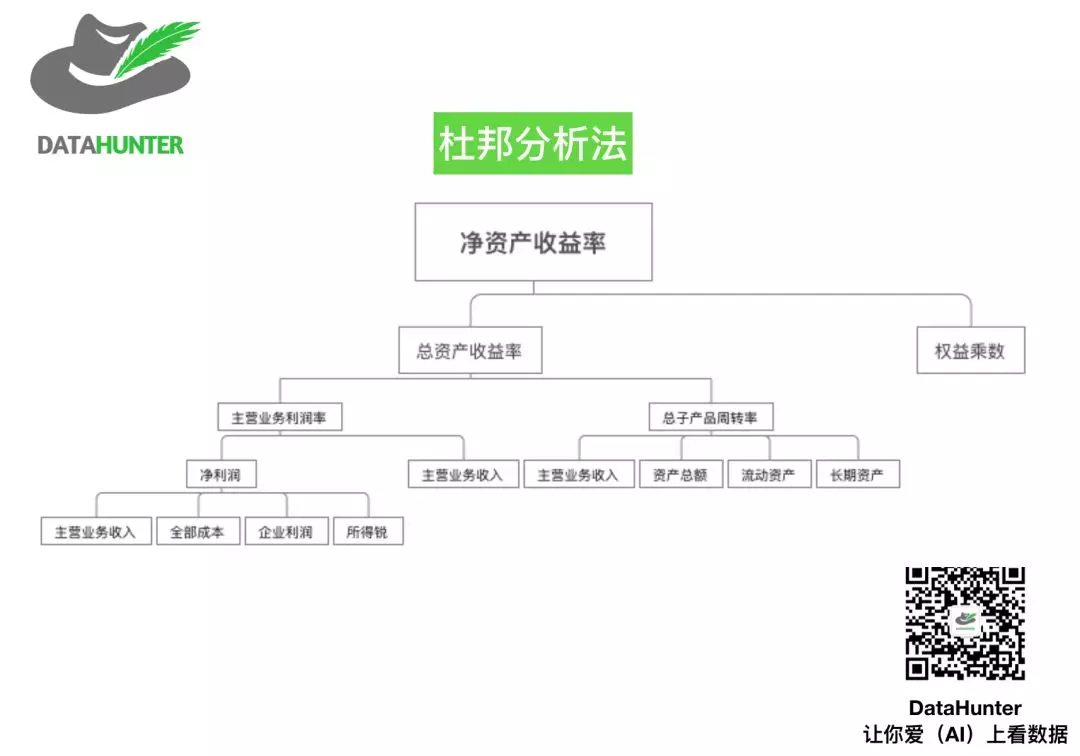 DATAHUNTER
杜邦分析法
净资产收益率
总资产收益率
权益乘数
主营业务利润率
总子产品周转率
净利润
主营业务收入
主营业务收入
资产总额
流动资产
长期资产
主营业务收入
全部成本
企业利润
所得锐
DataHunter
让你爱（AI）上看数据